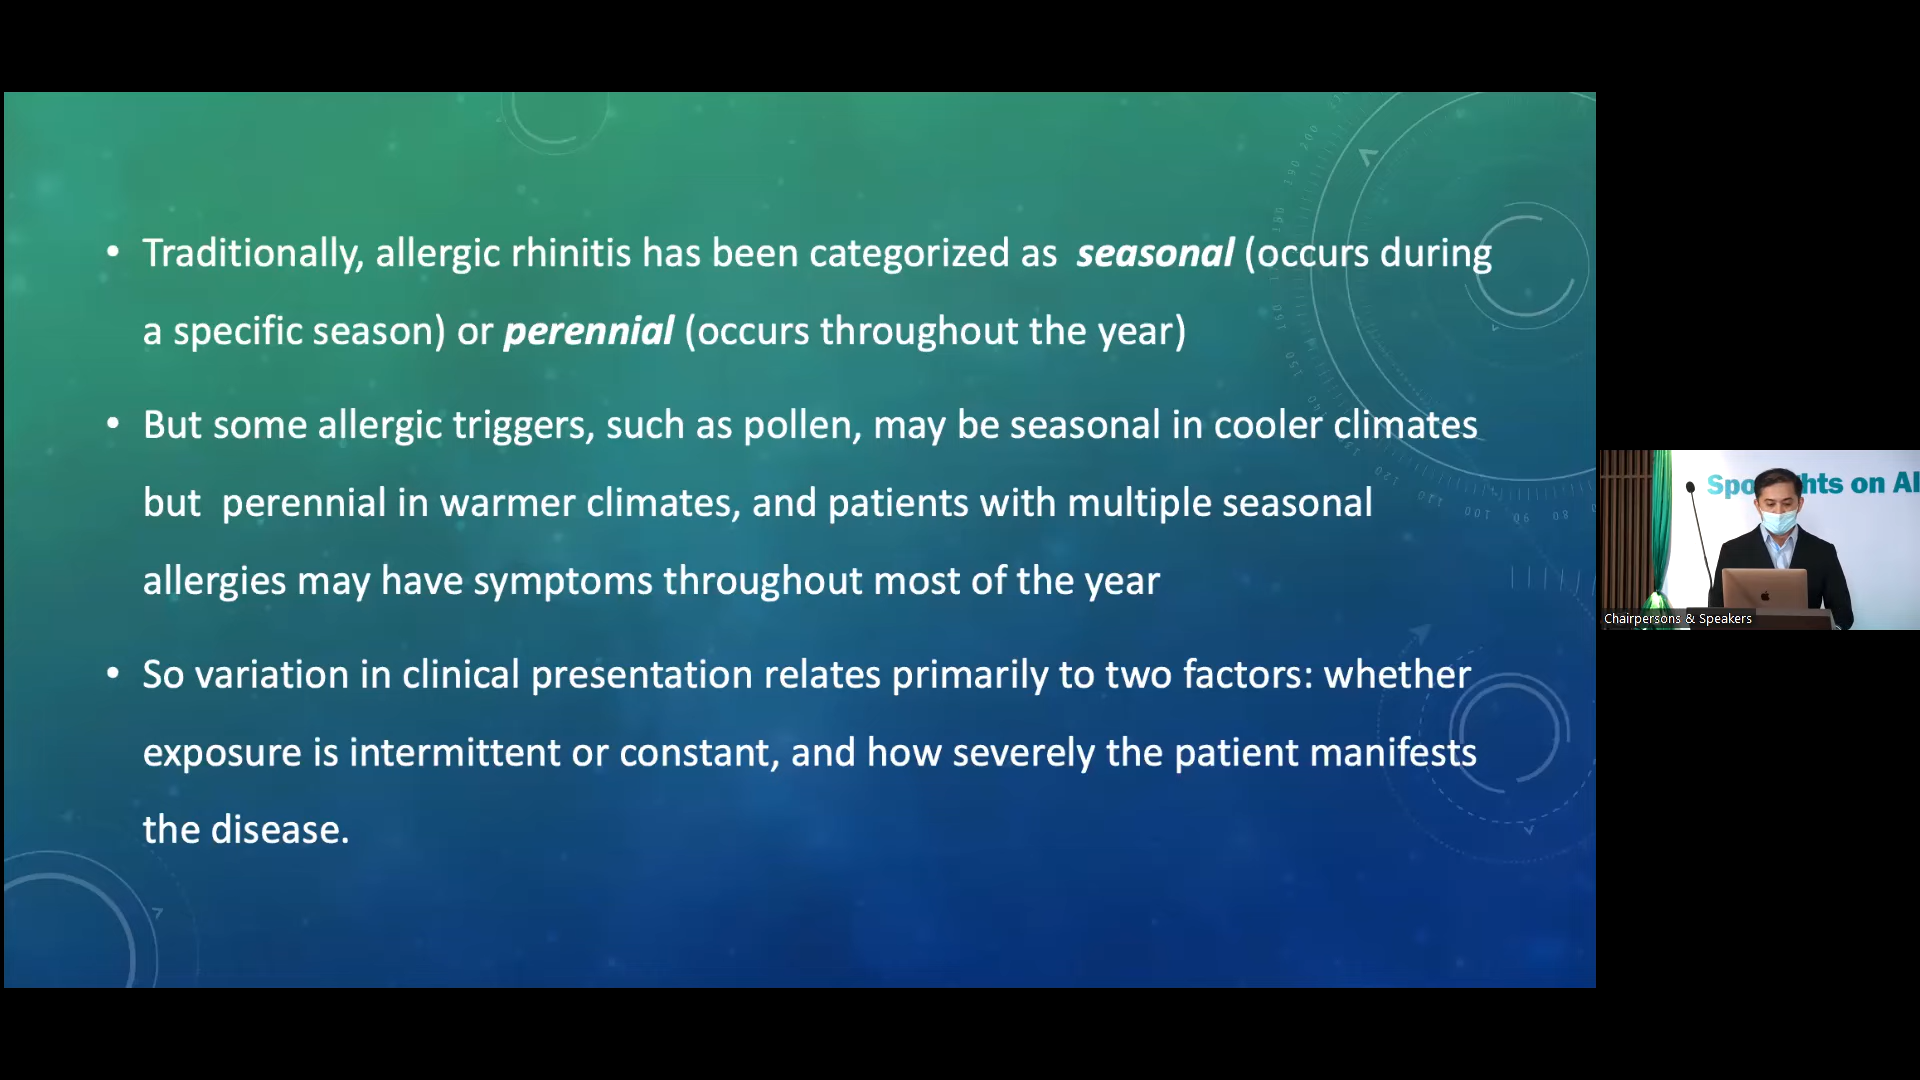 • Traditionally, allergic rhinitis has been categorized as seasonal (occurs during
a specific season) or perennial (occurs throughout the year)
• But some allergic triggers, such as pollen, may be seasonal in cooler climates
but perennial in warmer climates, and patients with multiple seasonal
allergies may have symptoms throughout most of the year
• So variation in clinical presentation relates primarily to two factors: whether
exposure is intermittent or constant, and how severely the patient manifests
the disease.
on
Chairpersons & Speakers